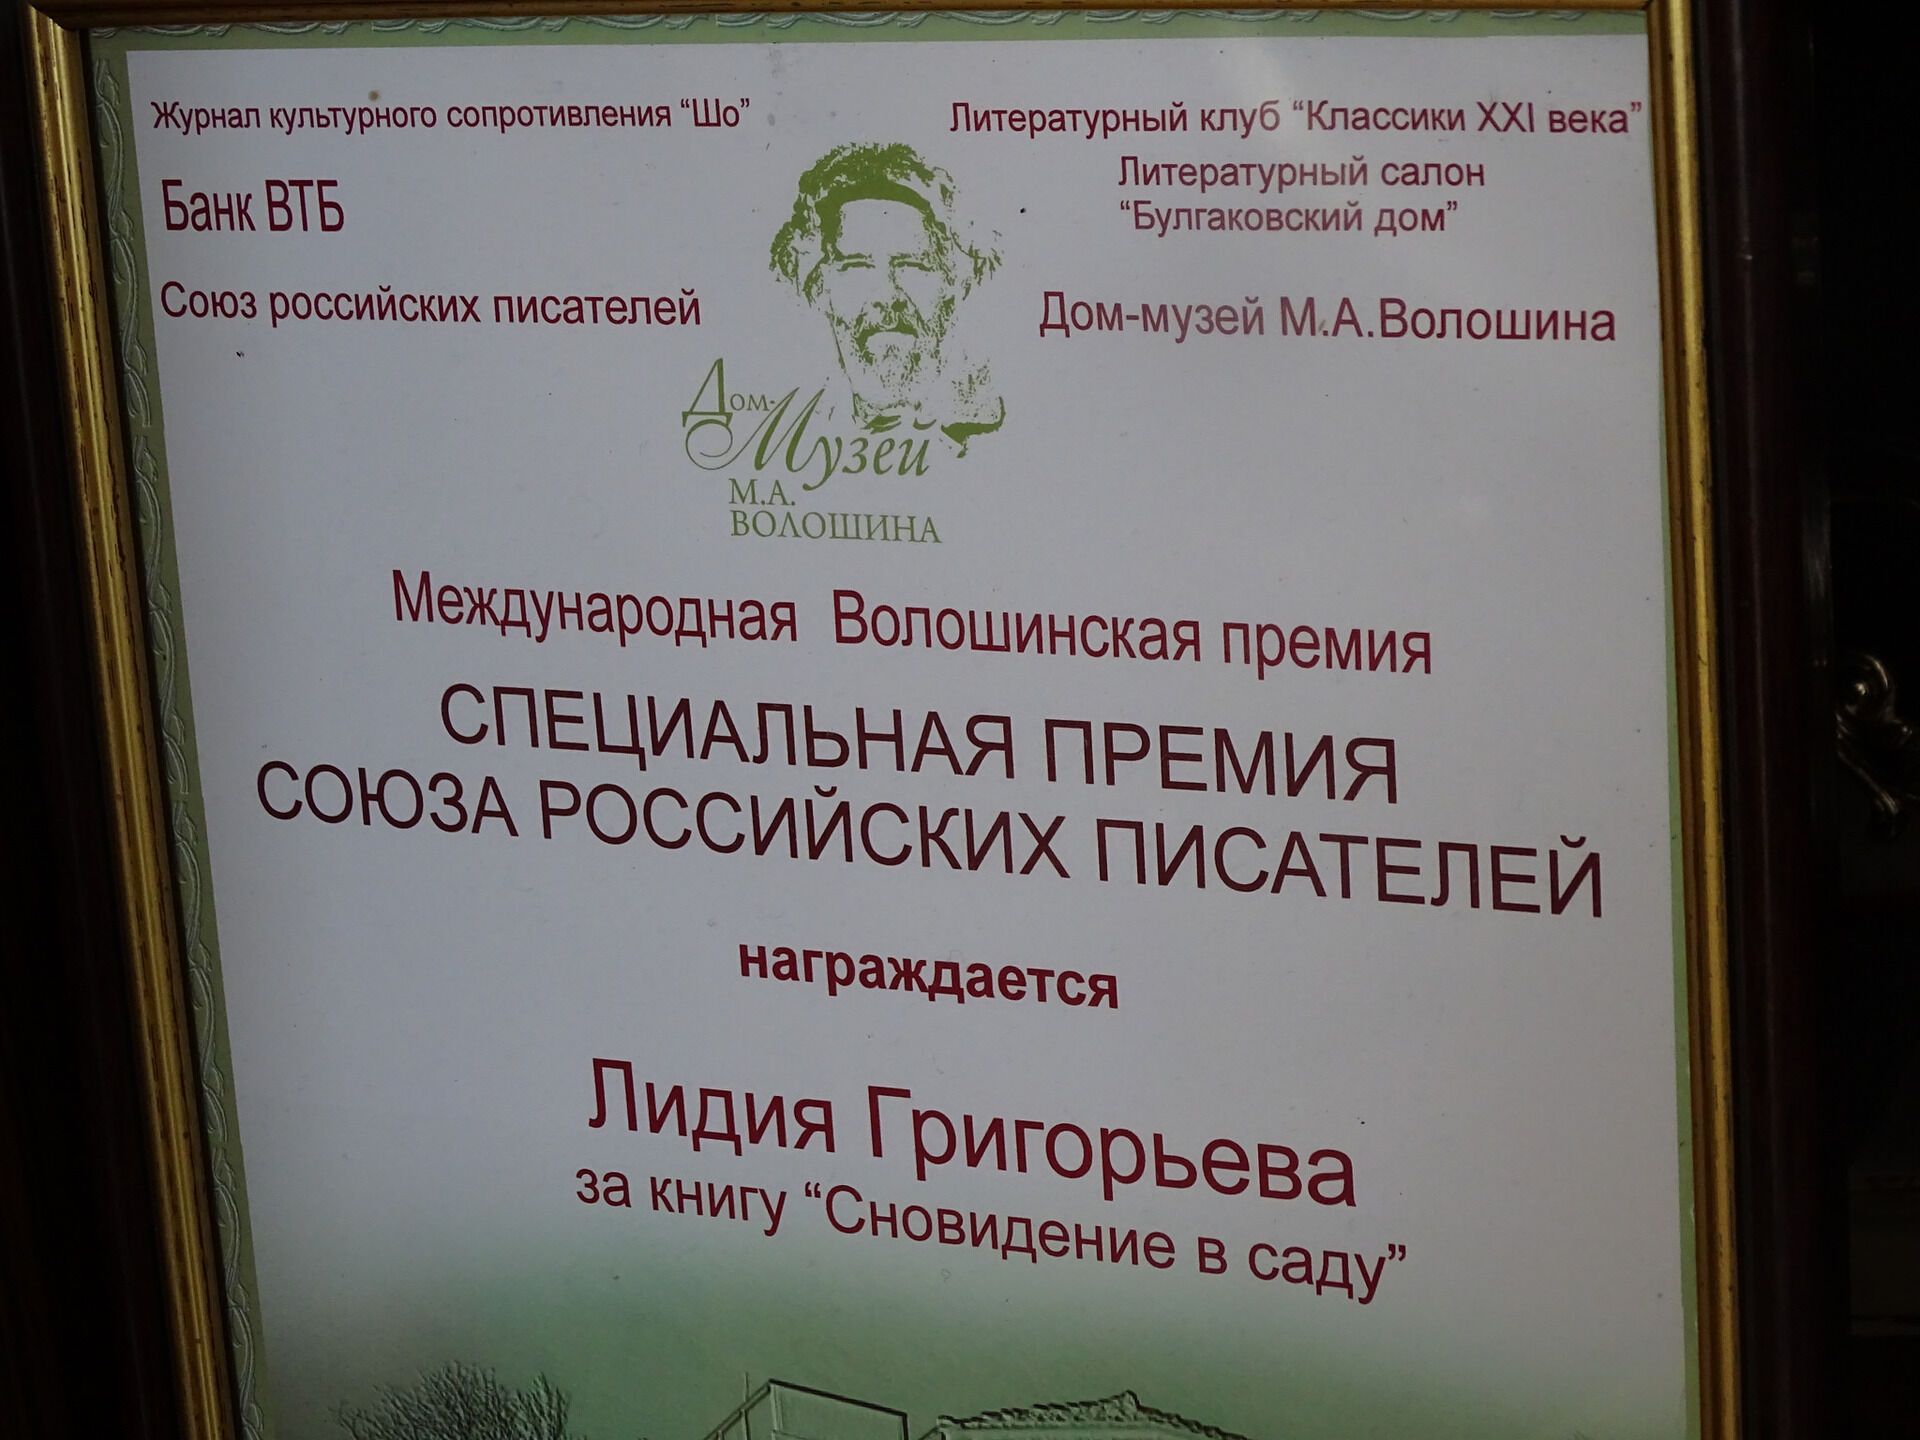 Журнал культурного сопротивления “Шо”
Банк ВТБ
Союз российских писателей
Литературный клуб “Классики XXI века”
Литературный салон
“Булгаковский дом”
Дом-музей М.А.Волошина
Дом-
Музей
М.А.
ВОЛОШИНА
Международная Волошинская премия
СПЕЦИАЛЬНАЯ ПРЕМИЯ
СОЮЗА РОССИЙСКИХ ПИСАТЕЛЕЙ
награждается
Лидия Григорьева
за книгу “Сновидение в саду”